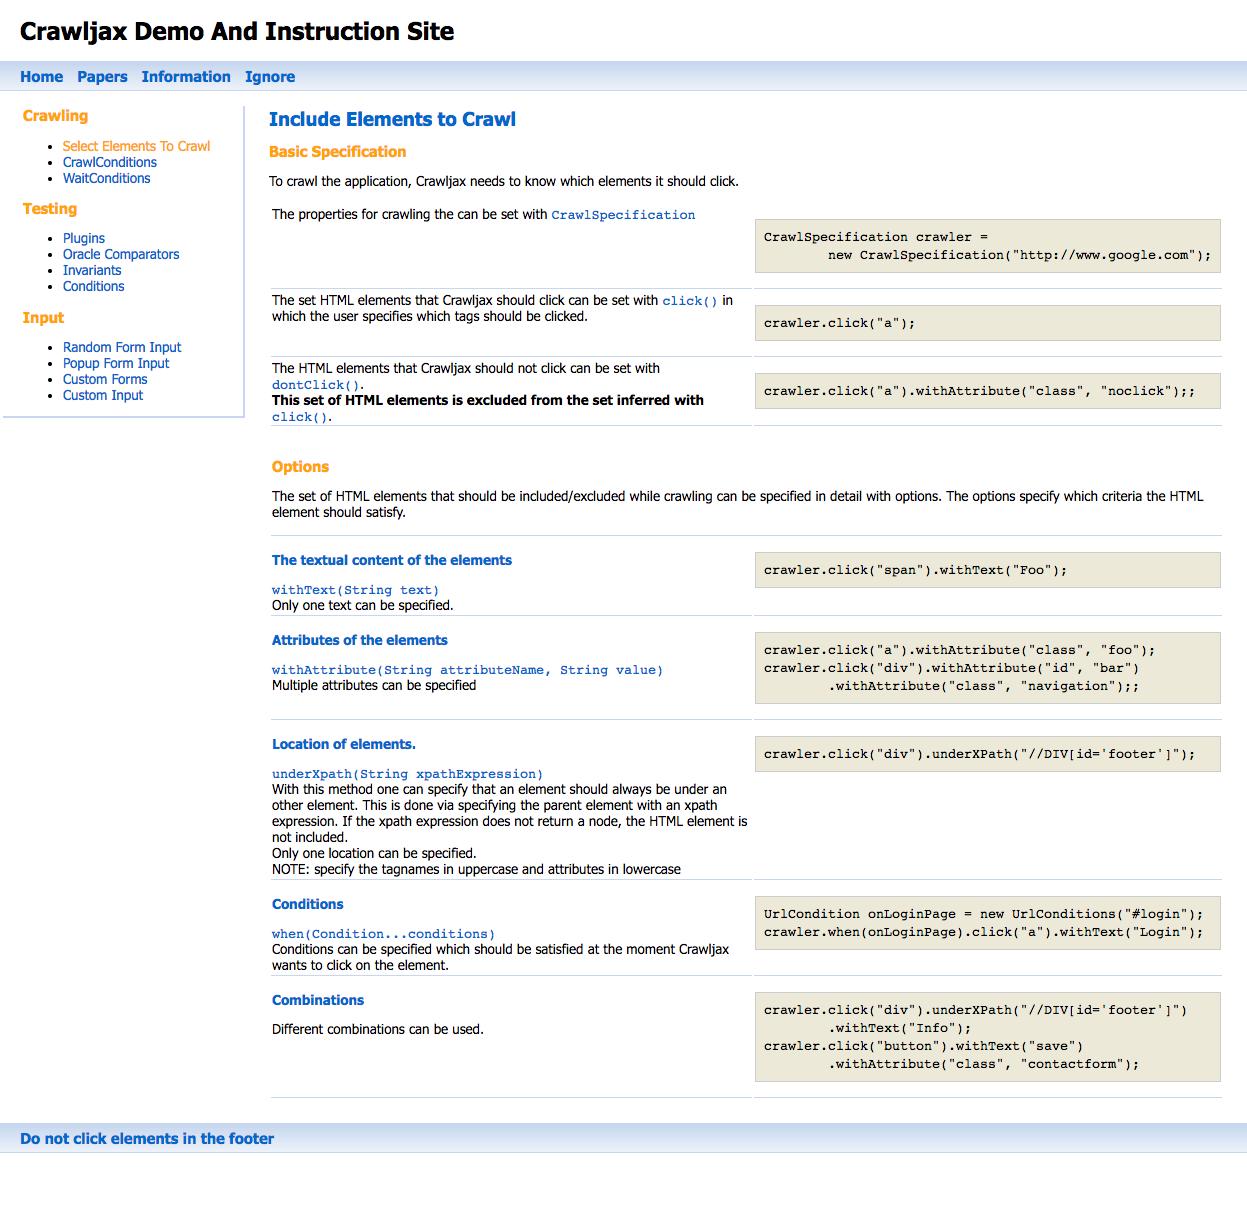 Crawljax Demo And Instruction Site
Home Papers Information Ignore
Crawling
Select Elements To Crawl
CrawlConditions
WaitConditions
Testing
Plugins
Oracle Comparators
Invariants
Conditions
Input
Random Form Input
Popup Form Input
Custom Forms
Custom Input
Include Elements to Crawl
Basic Specification
To crawl the application, Crawljax needs to know which elements it should click.
The properties for crawling the can be set with CrawlSpecification
CrawlSpecification crawler =
new CrawlSpecification("http://www.google.com");
The set HTML elements that Crawljax should click can be set with click() in
which the user specifies which tags should be clicked.
crawler.click("a");
The HTML elements that Crawljax should not click can be set with
dontClick().
This set of HTML elements is excluded from the set inferred with
click().
crawler.click("a").withAttribute("class", "noclick");;
Options
The set of HTML elements that should be included/excluded while crawling can be specified in detail with options. The options specify which criteria the HTML
element should satisfy.
The textual content of the elements
withText(String text)
Only one text can be specified.
crawler.click("span").withText("Foo");
Attributes of the elements
withAttribute(String attributeName, String value)
Multiple attributes can be specified
crawler.click("a").withAttribute("class", "foo");
crawler.click("div").withAttribute("id", "bar")
.withAttribute("class", "navigation");;
Location of elements.
underXpath(String xpathExpression)
With this method one can specify that an element should always be under an
other element. This is done via specifying the parent element with an xpath
expression. If the xpath expression does not return a node, the HTML element is
not included.
Only one location can be specified.
NOTE: specify the tagnames in uppercase and attributes in lowercase
crawler.click("div").underXPath("//DIV[id='footer']");
Conditions
when(Condition...conditions)
Conditions can be specified which should be satisfied at the moment Crawljax
wants to click on the element.
UrlCondition onLoginPage = new UrlConditions("#login");
crawler.when(onLoginPage).click("a").withText("Login");
Combinations
Different combinations can be used.
crawler.click("div").underXPath("//DIV[id='footer']")
.withText("Info");
crawler.click("button").withText("save")
.withAttribute("class", "contactform");
Do not click elements in the footer